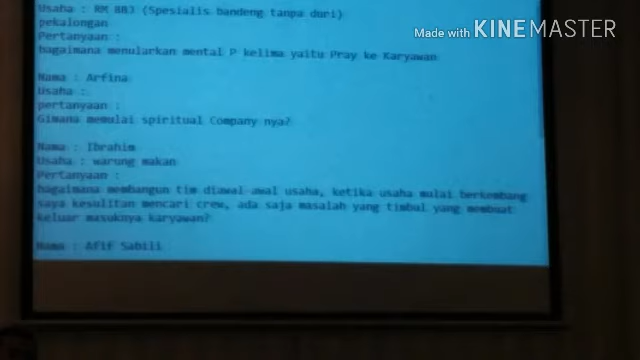 Usaha : RM BBJ (Spesialis bandeng tanpa duri)
pekalongan
Pertanyaan :
bagaimana menularkan mental P kelima yaitu Pray ke Karyawan
Nama : Arfina
Usaha :
pertanyaan :
Gimana memulai spiritual Company nya?
Nama : Ibrahim
Usaha : warung makan
Pertanyaan :
bagaimana membangun tim diawal awal usaha, ketika usaha mulai berkembang
saya kesulitan mencari crew, ada saja masalah yang timbul yang membuat
keluar masuknya karyawan?
Nama : Afif Sabili
Made with KINEMASTER